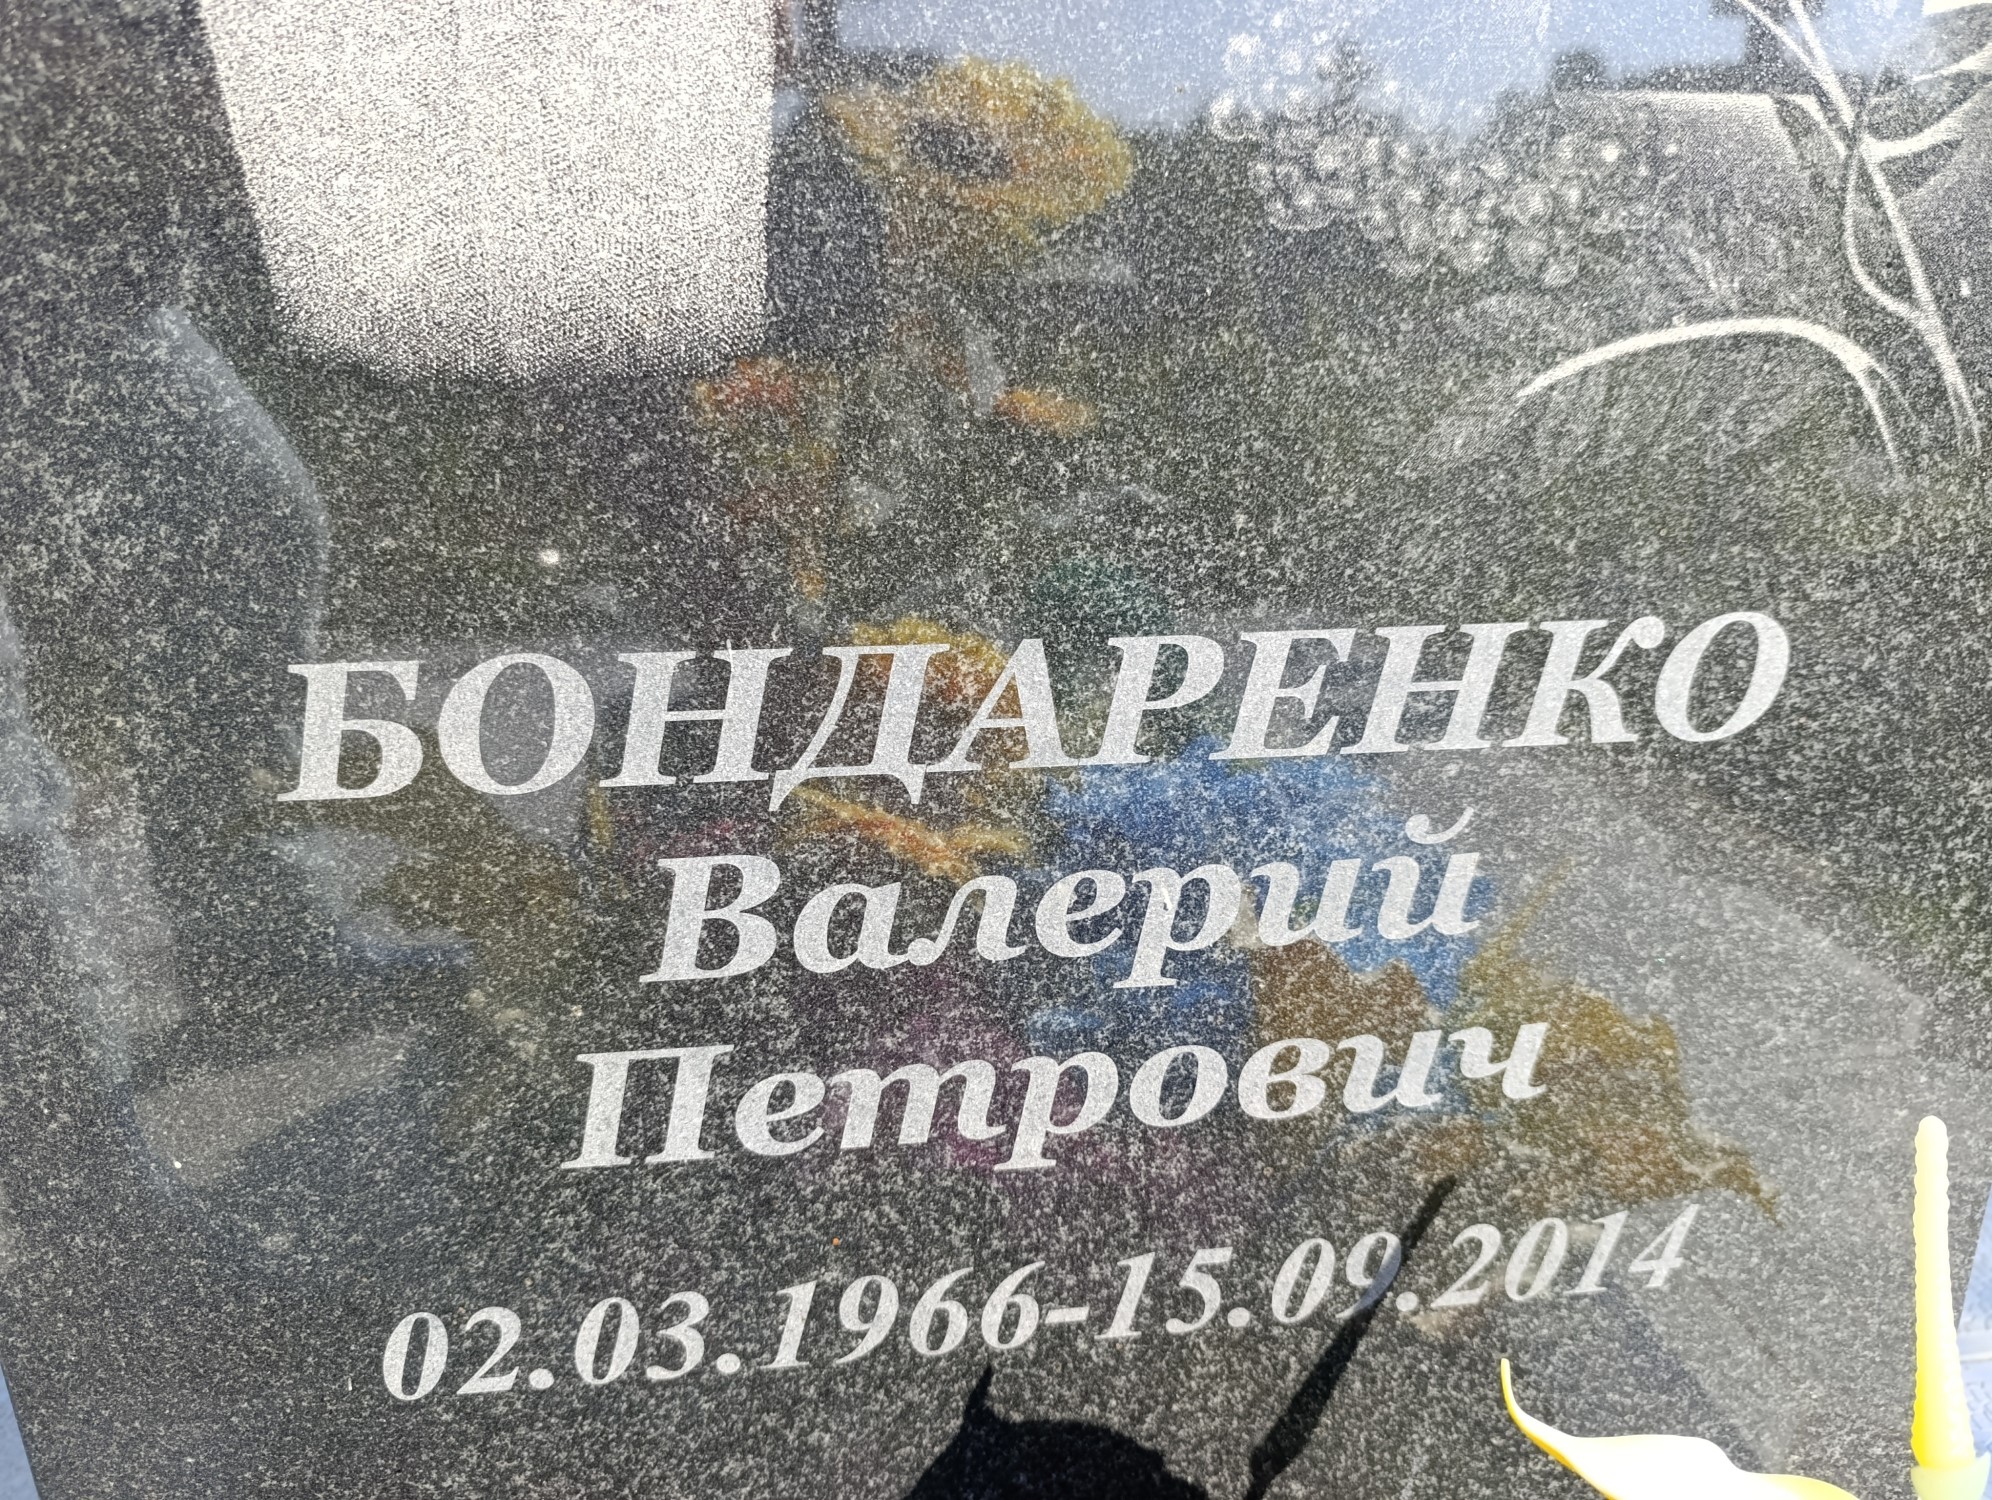 БОНДАРЕНКО
Валерий
Петрович
02.03.1966-15.09.2014